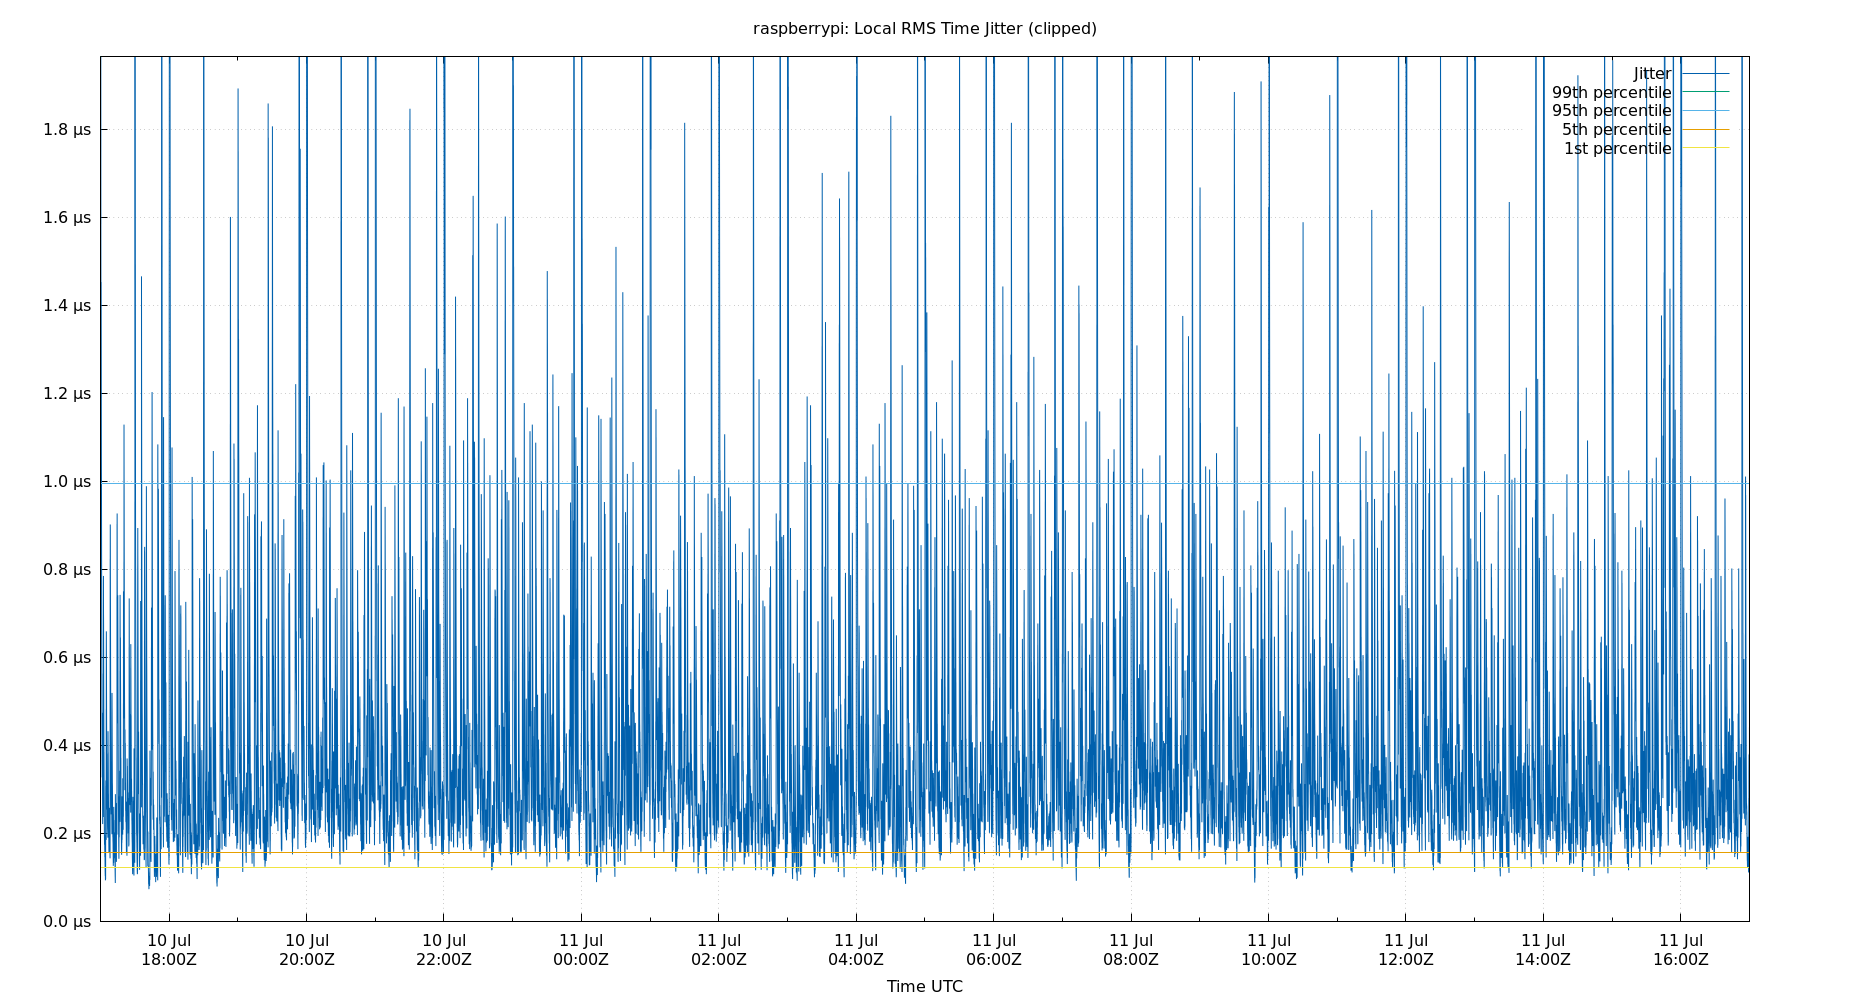 raspberrypi: Local RMS Time Jitter (clipped)
Jitter
99th percentile
95th percentile
5th percentile
1st percentile
1.8 μs
1.6 μs
1.4 μs
1.2 μs
1.0 μs
0.8 μs
0.6 μs
0.4 μs
0.2 μs
0.0 μs
10 Jul 10 Jul 10 Jul 11 Jul 11 Jul 11 Jul 11 Jul 11 Jul 11 Jul 11 Jul 11 Jul 11 Jul
18:00Z 20:00Z 22:00Z 00:00Z 02:00Z 04:00Z 06:00Z 08:00Z 10:00Z 12:00Z 14:00Z 16:00Z
Time UTC